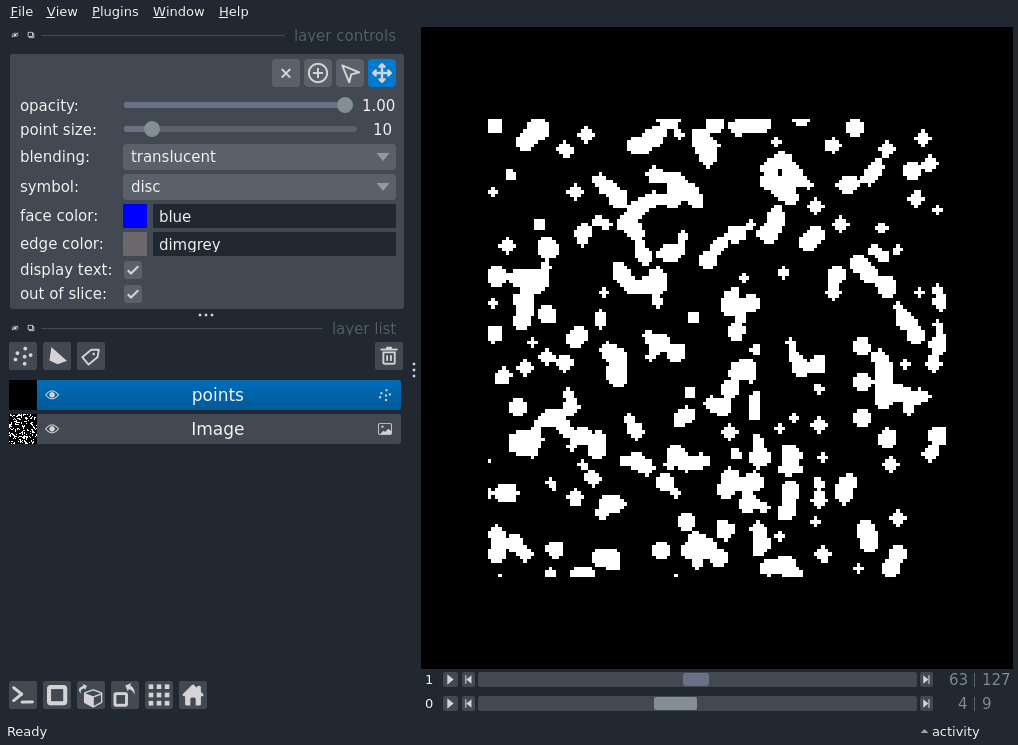 File View Plugins Window Help
layer controls
opacity: 1.00
point size: 10
blending: translucent
symbol: disc
face color: blue
edge color: dimgrey
display text:
out of slice:
layer list
points
Image
1 63 | 127
0 4 | 9
Ready activity